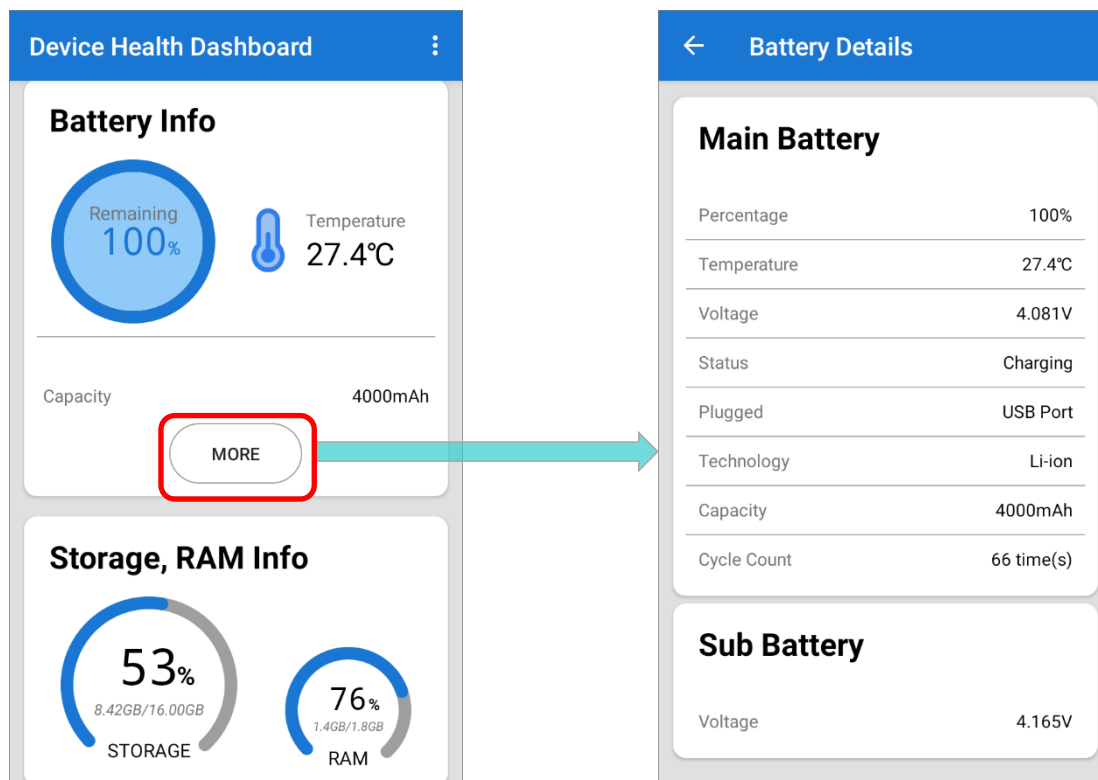 Device Health Dashboard
Battery Info
Remaining
100%
Temperature
27.4℃
Capacity 4000mAh
MORE
Storage, RAM Info
53%
8.42GB/16.00GB
STORAGE
76%
1.4GB/1.8GB
RAM
Battery Details
Main Battery
Percentage 100%
Temperature 27.4℃
Voltage 4.081V
Status Charging
Plugged USB Port
Technology Li-ion
Capacity 4000mAh
Cycle Count 66 time(s)
Sub Battery
Voltage 4.165V